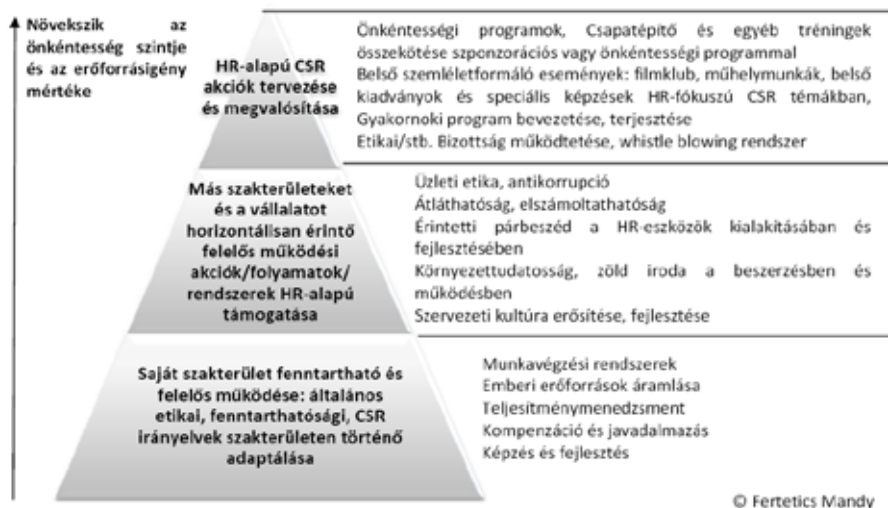 Növekszik az
önkéntesség szintje
és az erőforrásigény
mértéke
HR-alapú CSR
akciók tervezése
és megvalósítása
Önkéntességi programok, Csapatépítő és egyéb tréningek
összekötése szponzorációs vagy önkéntességi programmal
Belső szemléletformáló események: filmklub, műhelymunkák, belső
kiadványok és speciális képzések HR-fókuszú CSR témákban,
Gyakornoki program bevezetése, terjesztése
Etikai/stb. Bizottság működtetése, whistle blowing rendszer
Más szakterületeket
és a vállalatot
horizontálisan érintő
felelős működési
akciók/folyamatok/
rendszerek HR-alapú
támogatása
Üzleti etika, antikorrupció
Átláthatóság, elszámoltathatóság
Érintetti párbeszéd a HR-eszközök kialakításában és
fejlesztésében
Környezettudatosság, zöld iroda a beszerzésben és
működésben
Szervezeti kultúra erősítése, fejlesztése
Saját szakterület fenntartható és
felelős működése: általános
etikai, fenntarthatósági, CSR
irányelvek szakterületen történő
adaptálása
Munkavégzési rendszerek
Emberi erőforrások áramlása
Teljesítménymenedzsment
Kompenzáció és javadalmazás
Képzés és fejlesztés
© Fertetics Mandy